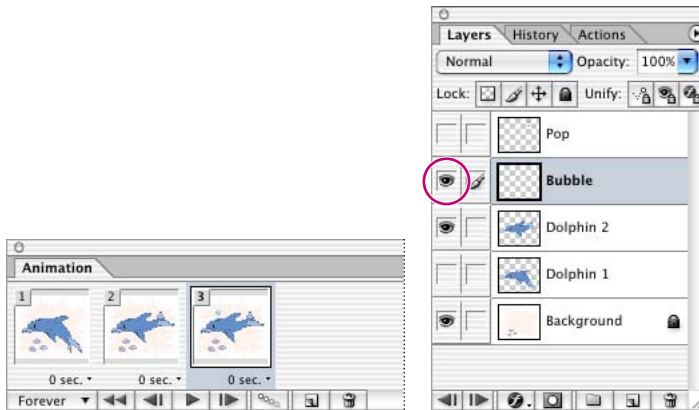 Layers History Actions
Normal Opacity: 100%
Lock: Unify:
Pop
Bubble
Dolphin 2
Dolphin 1
Background
Animation
1 2 3
0 sec. 0 sec. 0 sec.
Forever